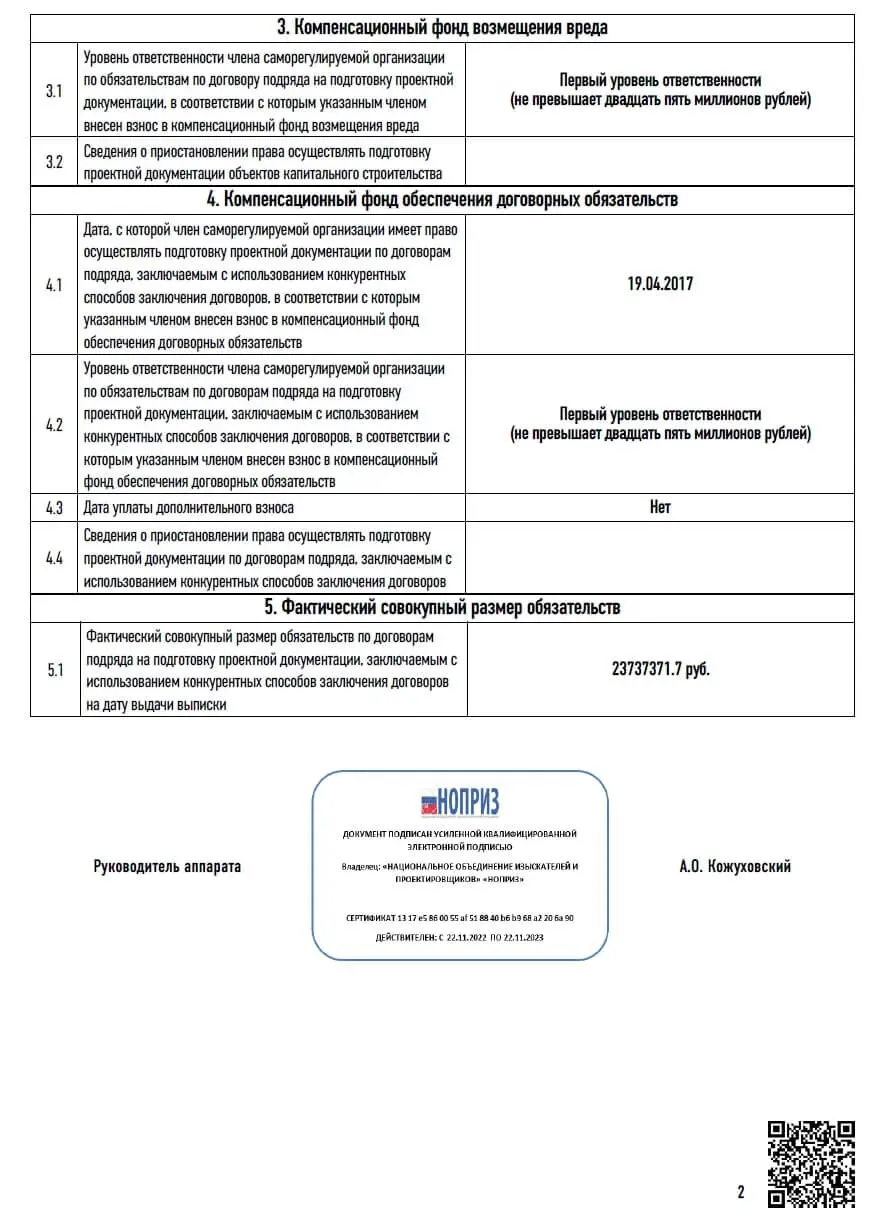 3. Компенсационный фонд возмещения вреда
3.1
Уровень ответственности члена саморегулируемой организации
по обязательствам по договору подряда на подготовку проектной
документации, в соответствии с которым указанным членом
внесен взнос в компенсационный фонд возмещения вреда
Первый уровень ответственности
(не превышает двадцать пять миллионов рублей)
3.2
Сведения о приостановлении права осуществлять подготовку
проектной документации объектов капитального строительства
4. Компенсационный фонд обеспечения договорных обязательств
4.1
Дата, с которой член саморегулируемой организации имеет право
осуществлять подготовку проектной документации по договорам
подряда, заключаемым с использованием конкурентных
способов заключения договоров, в соответствии с которым
указанным членом внесен взнос в компенсационный фонд
обеспечения договорных обязательств
19.04.2017
4.2
Уровень ответственности члена саморегулируемой организации
по обязательствам по договорам подряда на подготовку
проектной документации, заключаемым с использованием
конкурентных способов заключения договоров, в соответствии с
которым указанным членом внесен взнос в компенсационный
фонд обеспечения договорных обязательств
Первый уровень ответственности
(не превышает двадцать пять миллионов рублей)
4.3
Дата уплаты дополнительного взноса
Нет
4.4
Сведения о приостановлении права осуществлять подготовку
проектной документации по договорам подряда, заключаемым с
использованием конкурентных способов заключения договоров
5. Фактический совокупный размер обязательств
5.1
Фактический совокупный размер обязательств по договорам
подряда на подготовку проектной документации, заключаемым с
использованием конкурентных способов заключения договоров
на дату выдачи выписки
23737371.7 руб.
Руководитель аппарата
НОПРИЗ
ДОКУМЕНТ ПОДПИСАН УСИЛЕННОЙ КВАЛИФИЦИРОВАННОЙ
ЭЛЕКТРОННОЙ ПОДПИСЬЮ
Владелец: «НАЦИОНАЛЬНОЕ ОБЪЕДИНЕНИЕ ИЗЫСКАТЕЛЕЙ И
ПРОЕКТИРОВЩИКОВ» «НОПРИЗ»
СЕРТИФИКАТ 13 17 e5 86 00 55 af 51 88 40 b6 b9 68 a2 20 6a 90
ДЕЙСТВИТЕЛЕН: С 22.11.2022 ПО 22.11.2023
А.О. Кожуховский
2